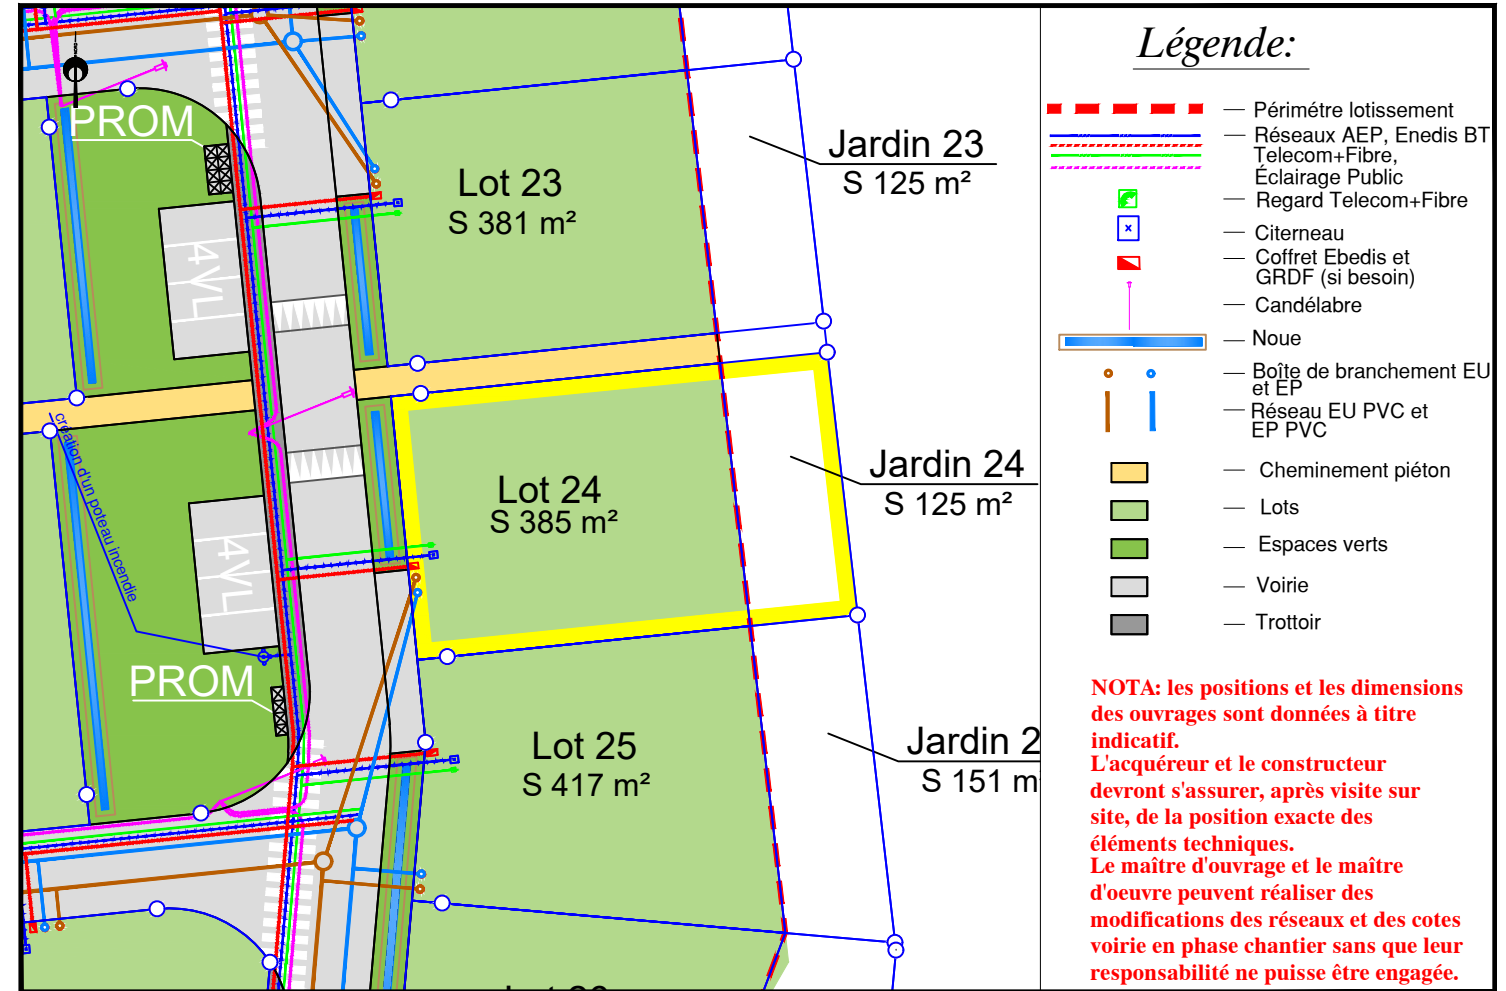 PROM
4VL
Lot 23
S 381 m²
Jardin 23
S 125 m²
création d'un poteau incendie
Lot 24
S 385 m²
Jardin 24
S 125 m²
4VL
PROM
Lot 25
S 417 m²
Jardin 2
S 151 m
Légende:
Périmétre lotissement
Réseaux AEP, Enedis BT
Telecom+Fibre,
Éclairage Public
Regard Telecom+Fibre
Citerneau
Coffret Ebedis et
GRDF (si besoin)
Candélabre
Noue
Boîte de branchement EU
et EP
Réseau EU PVC et
EP PVC
Cheminement piéton
Lots
Espaces verts
Voirie
Trottoir
NOTA: les positions et les dimensions
des ouvrages sont données à titre
indicatif.
L'acquéreur et le constructeur
devront s'assurer, après visite sur
site, de la position exacte des
éléments techniques.
Le maître d'ouvrage et le maître
d'oeuvre peuvent réaliser des
modifications des réseaux et des cotes
voirie en phase chantier sans que leur
responsabilité ne puisse être engagée.